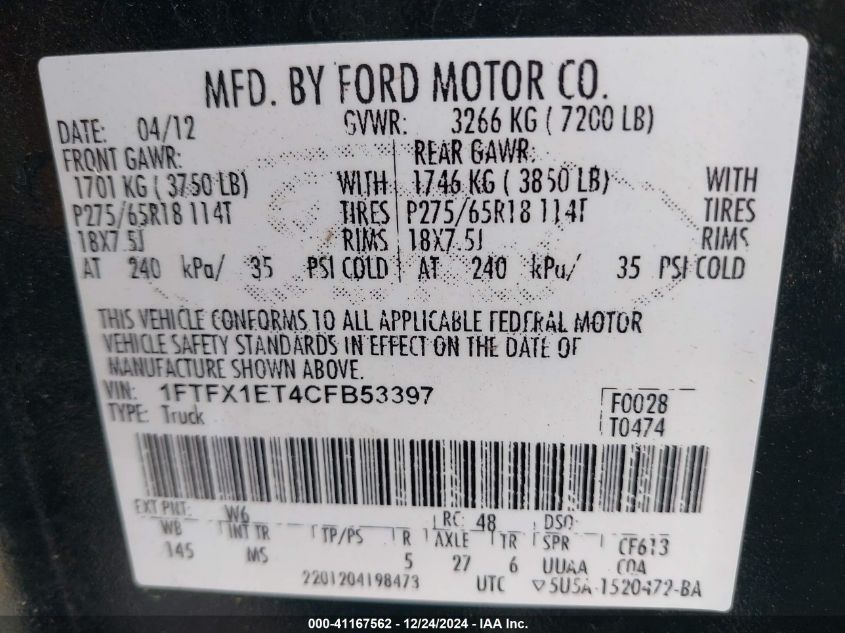 MFD. BY FORD MOTOR CO.
DATE: 04/12 GVWR: 3266 KG ( 7200 LB)
FRONT GAWR: REAR GAWR:
1701 KG ( 3750 LB) WITH 1746 KG ( 3850 LB) WITH
P275/65R18 114T TIRES P275/65R18 114T TIRES
18X7.5J RIMS 18X7.5J RIMS
AT 240 kPa/ 35 PSI COLD AT 240 kPa/ 35 PSI COLD
THIS VEHICLE CONFORMS TO ALL APPLICABLE FEDERAL MOTOR
VEHICLE SAFETY STANDARDS IN EFFECT ON THE DATE OF
MANUFACTURE SHOWN ABOVE.
VIN: 1FTFX1ET4CFB53397 F0028
TYPE: Truck T0474
EXT PNT: W6 RC: 48 DSO:
WB INT TR TP/PS R AXLE TR SPR CF613
145 MS 5 27 6 UUAA C0A
2201204198473 UTC ▽5U5A-1520472-BA
000-41167562 - 12/24/2024 - IAA Inc.